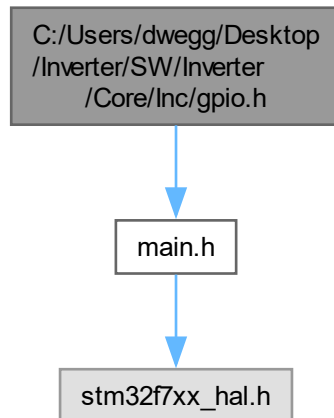 C:/Users/dwegg/Desktop
/Inverter/SW/Inverter
/Core/Inc/gpio.h
main.h
stm32f7xx_hal.h